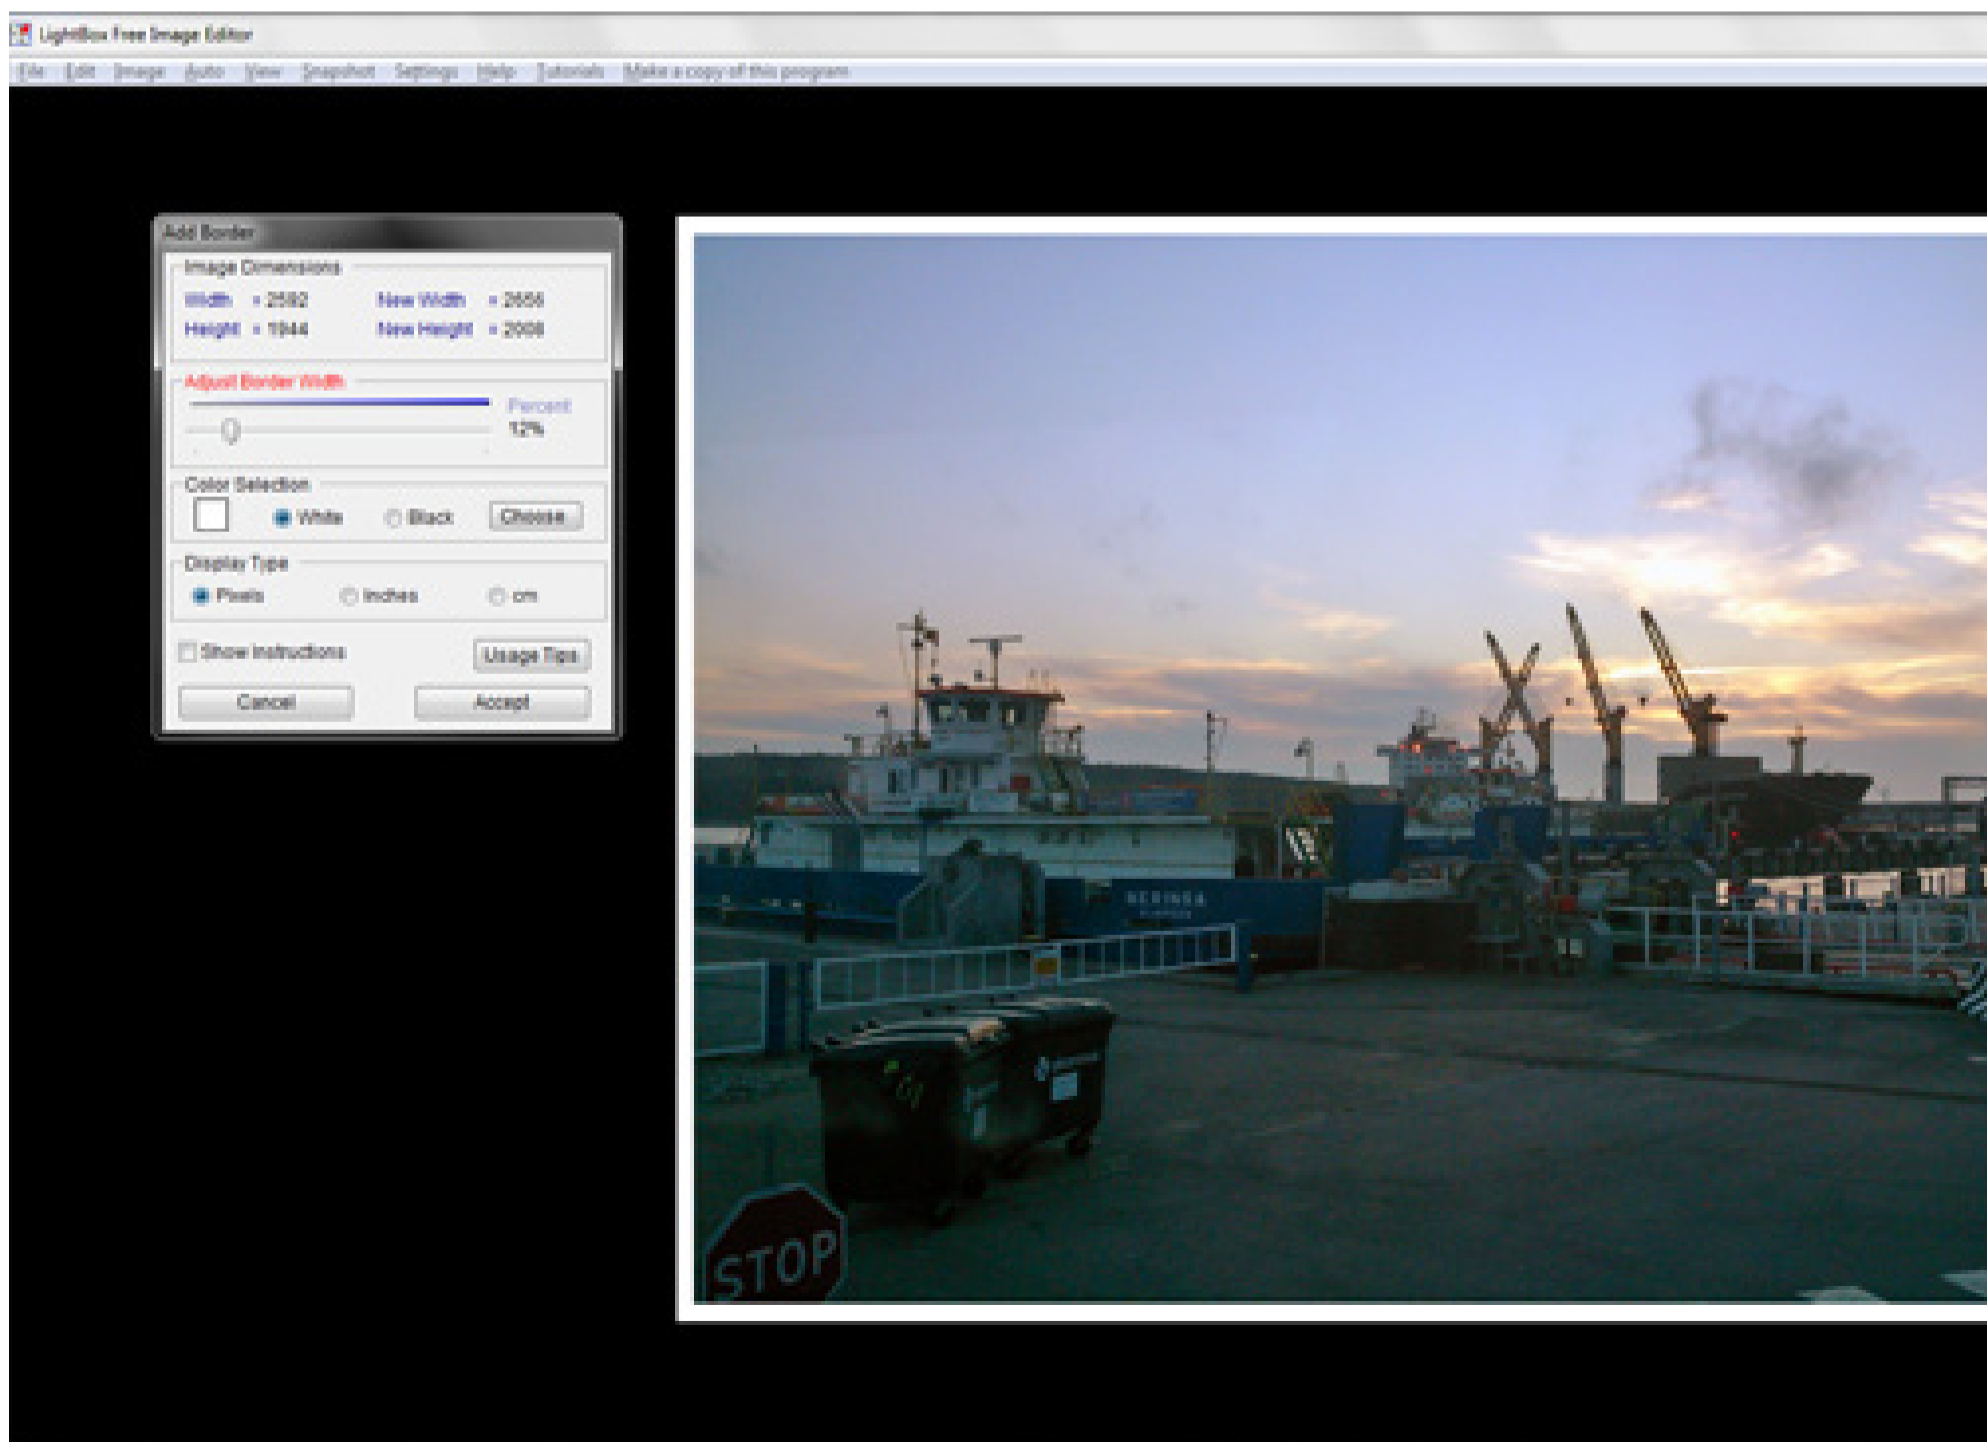 LightBox Free Image Editor
File Edit Image Auto View Snapshot Settings Help Tutorials Make a copy of this program
Add Border
Image Dimensions
Width = 2592 New Width = 2656
Height = 1944 New Height = 2008
Adjust Border Width
Percent
12%
Color Selection
White Black Choose
Display Type
Pixels Inches cm
Show Instructions Usage Tips
Cancel Accept
STOP